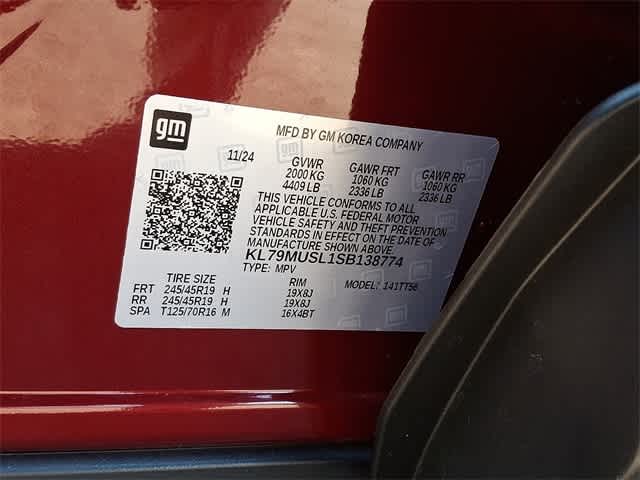 gm
MFD BY GM KOREA COMPANY
11/24 GVWR GAWR FRT GAWR RR
2000 KG 1060 KG 1060 KG
4409 LB 2336 LB 2336 LB
THIS VEHICLE CONFORMS TO ALL
APPLICABLE U.S. FEDERAL MOTOR
VEHICLE SAFETY AND THEFT PREVENTION
STANDARDS IN EFFECT ON THE DATE OF
MANUFACTURE SHOWN ABOVE.
KL79MUSL1SB138774
TYPE: MPV MODEL: 141TT56
TIRE SIZE RIM
FRT 245/45R19 H 19X8J
RR 245/45R19 H 19X8J
SPA T125/70R16 M 16X4BT